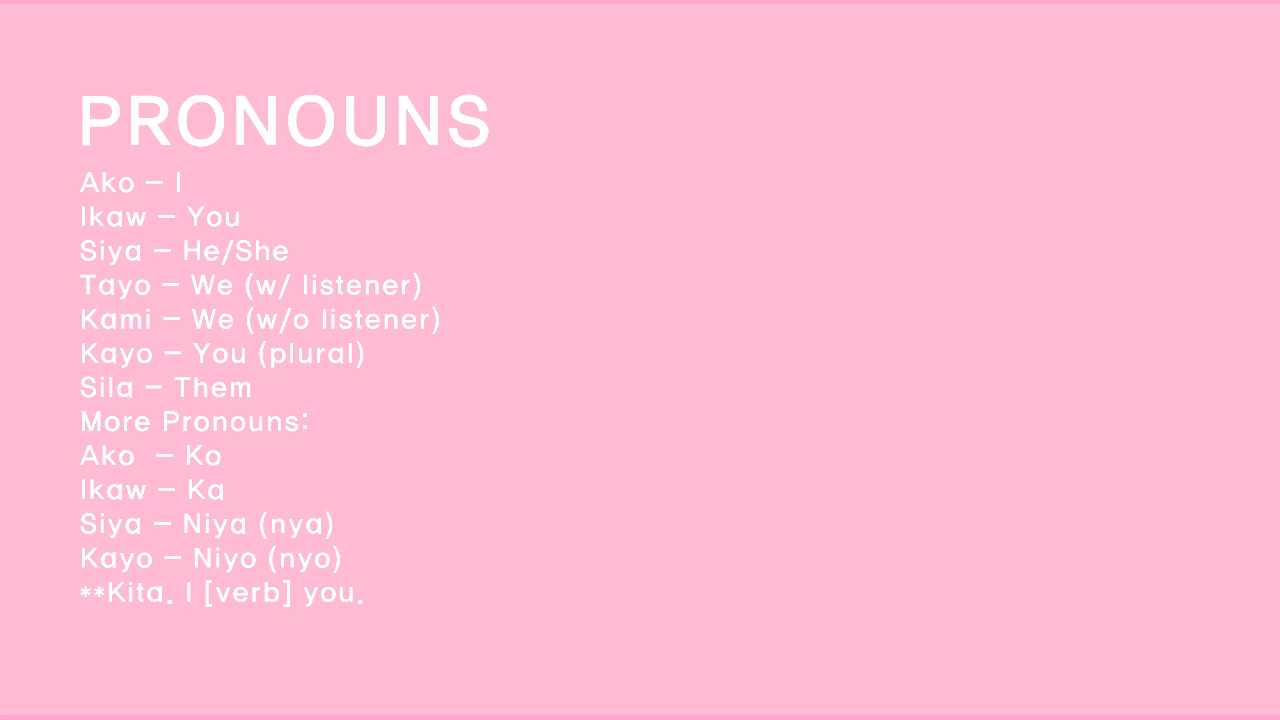 PRONOUNS
Ako – I
Ikaw – You
Siya – He/She
Tayo – We (w/ listener)
Kami – We (w/o listener)
Kayo – You (plural)
Sila – Them
More Pronouns:
Ako  – Ko
Ikaw – Ka
Siya – Niya (nya)
Kayo – Niyo (nyo)
**Kita. I [verb] you.